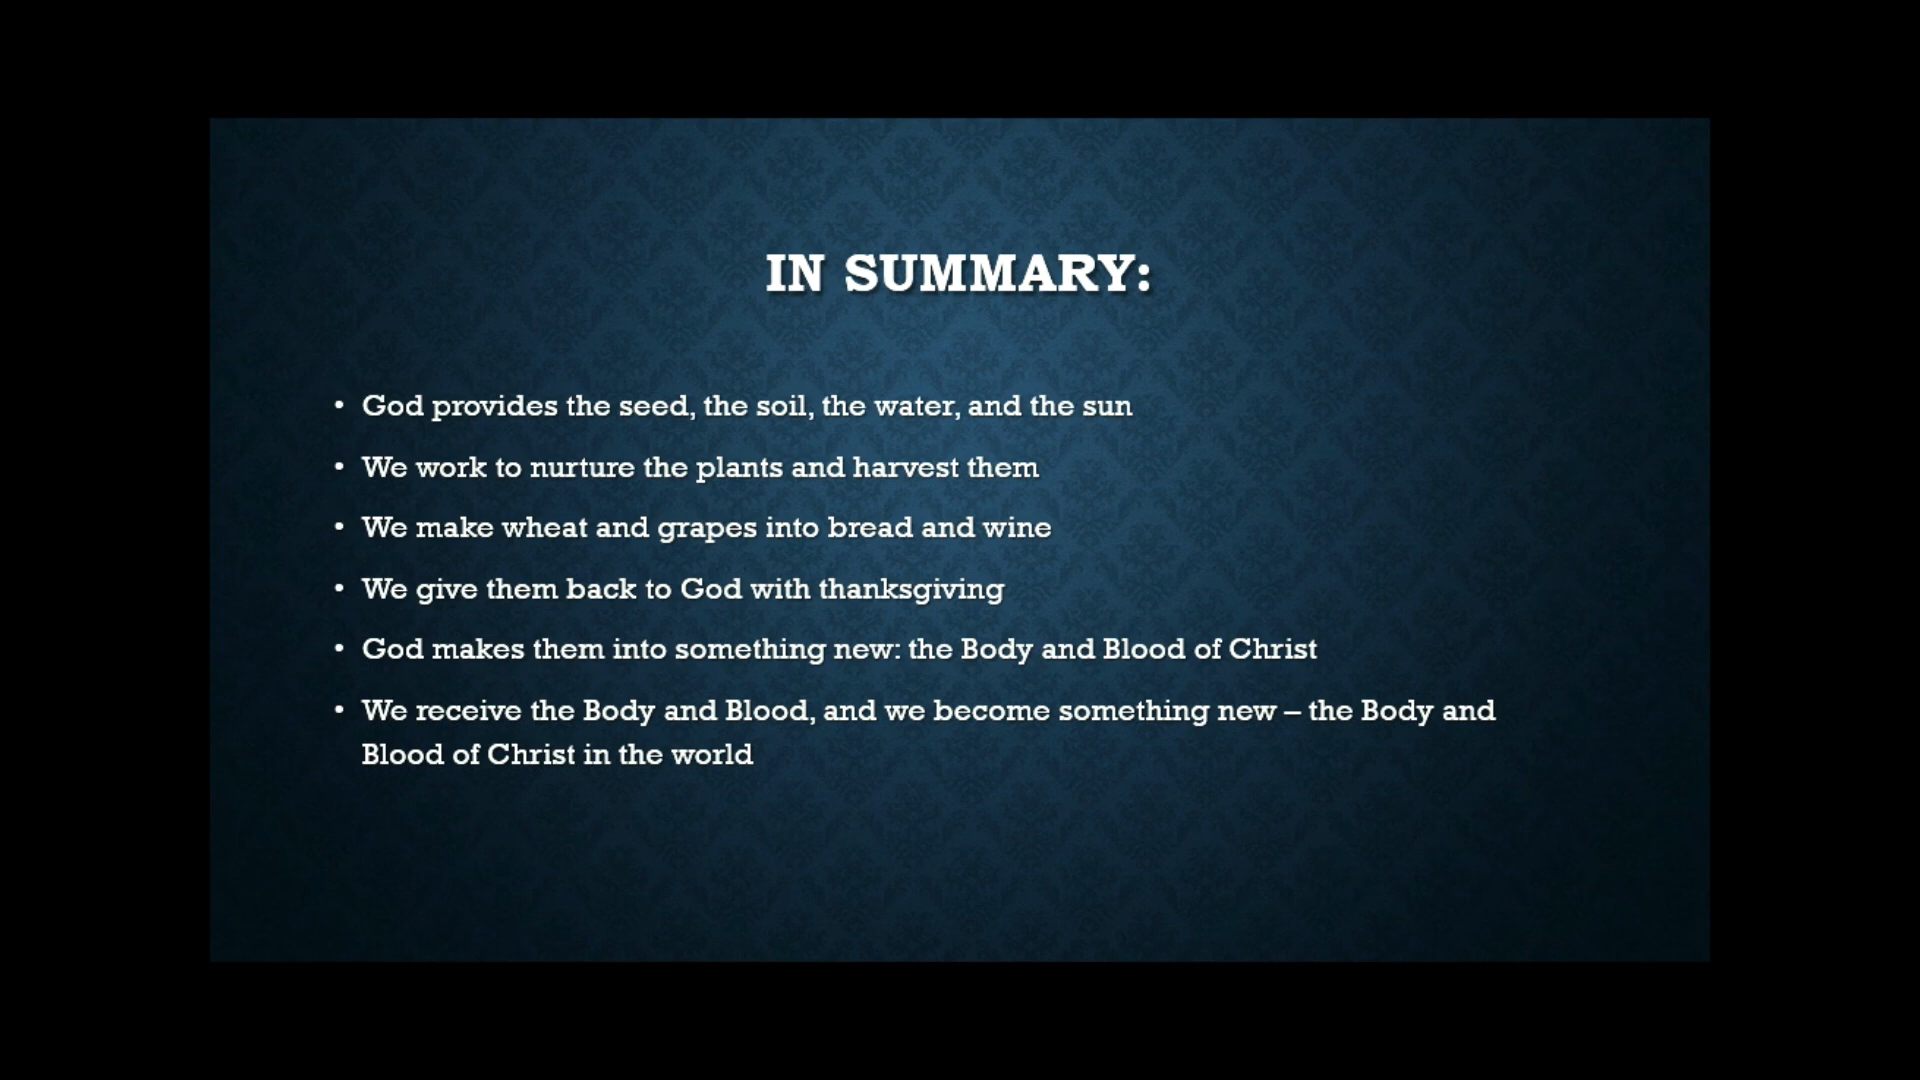 IN SUMMARY:
• God provides the seed, the soil, the water, and the sun
• We work to nurture the plants and harvest them
• We make wheat and grapes into bread and wine
• We give them back to God with thanksgiving
• God makes them into something new: the Body and Blood of Christ
• We receive the Body and Blood, and we become something new – the Body and
Blood of Christ in the world